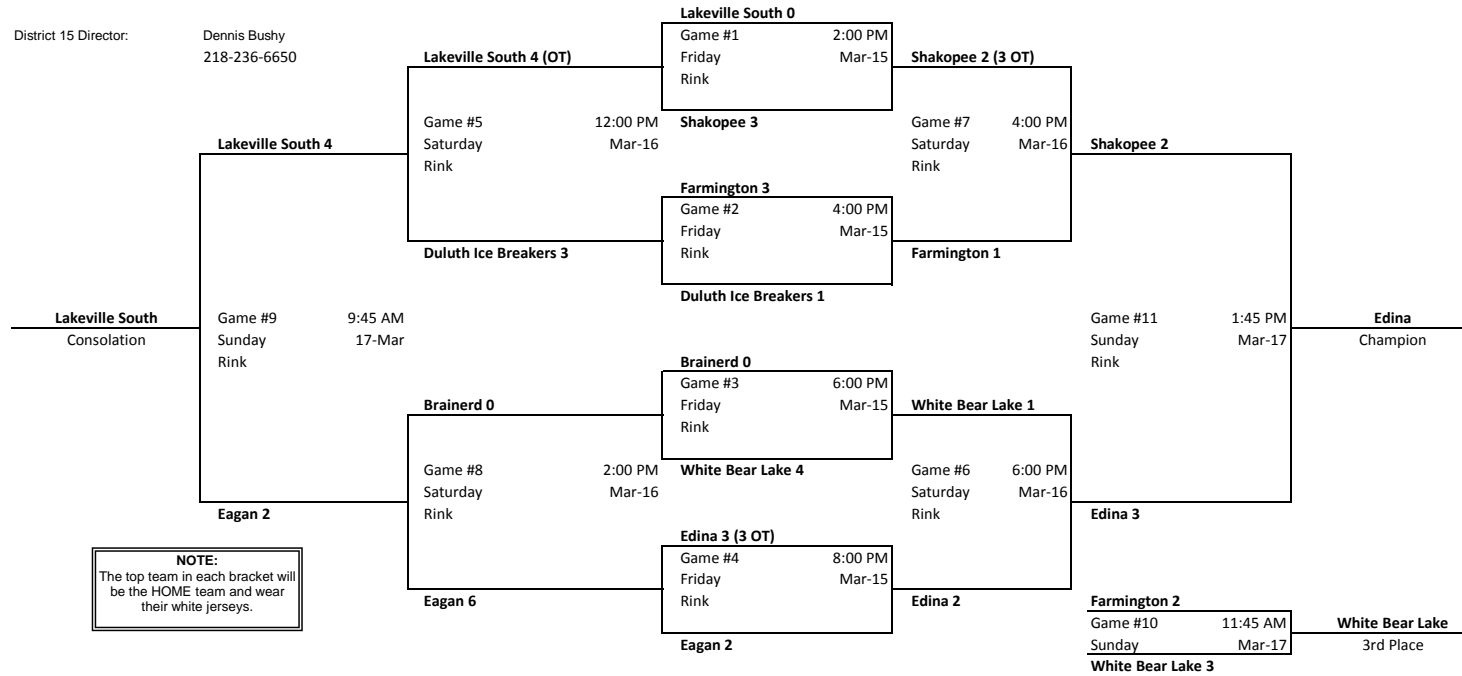 Lakeville South 0
District 15 Director: Dennis Bushy
Game #1 2:00 PM
218-236-6650
Lakeville South 4 (OT)
Friday Mar-15
Shakopee 2 (3 OT)
Rink
Game #5 12:00 PM
Shakopee 3
Game #7 4:00 PM
Lakeville South 4
Saturday Mar-16
Saturday Mar-16
Shakopee 2
Rink
Rink
Farmington 3
Game #2 4:00 PM
Friday Mar-15
Duluth Ice Breakers 3
Rink
Farmington 1
Duluth Ice Breakers 1
Lakeville South
Game #9 9:45 AM
Game #11 1:45 PM
Edina
Consolation
Sunday 17-Mar
Sunday Mar-17
Champion
Rink
Brainerd 0
Rink
Game #3 6:00 PM
Brainerd 0
Friday Mar-15
White Bear Lake 1
Rink
Game #8 2:00 PM
White Bear Lake 4
Game #6 6:00 PM
Saturday Mar-16
Saturday Mar-16
Eagan 2
Rink
Rink
Edina 3
Edina 3 (3 OT)
NOTE:
The top team in each bracket will
be the HOME team and wear
their white jerseys.
Game #4 8:00 PM
Friday Mar-15
Eagan 6
Rink
Edina 2
Farmington 2
Game #10 11:45 AM
White Bear Lake
Eagan 2
Sunday Mar-17
3rd Place
White Bear Lake 3